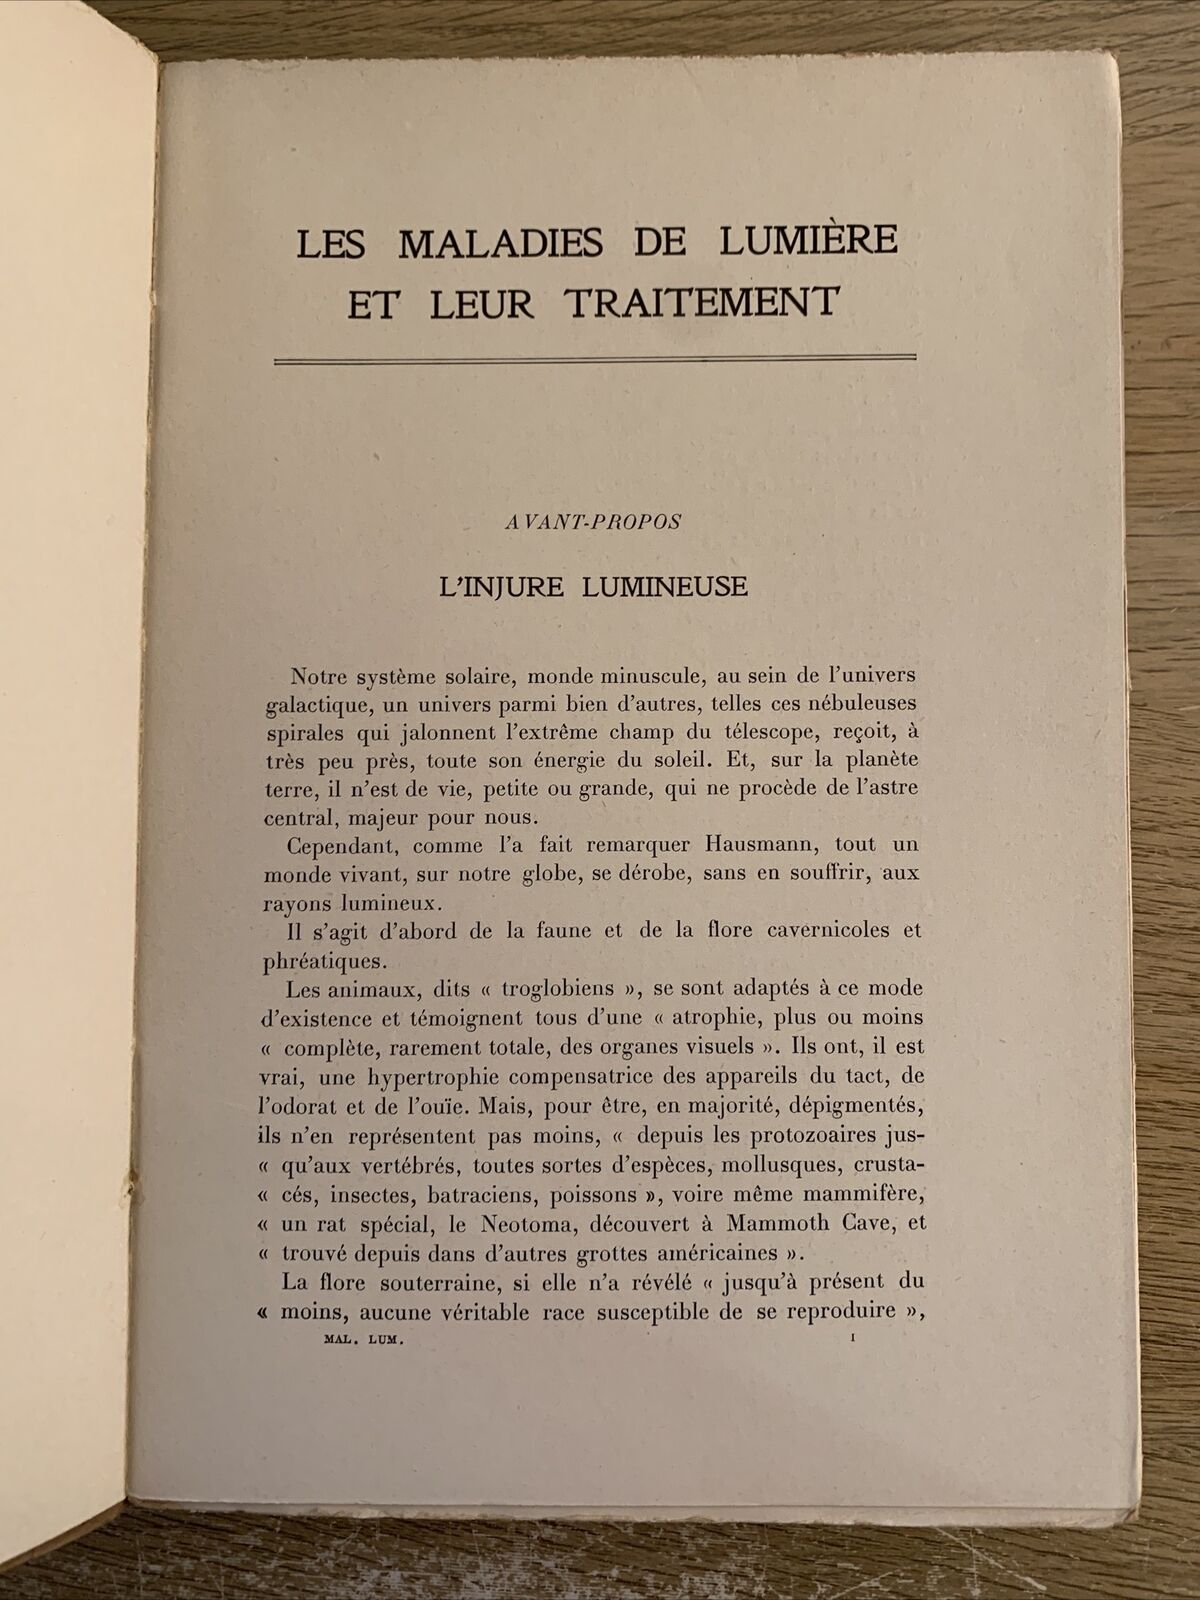 LES MALADIES DE LUMIÈRE
ET LEUR TRAITEMENT
AVANT-PROPOS
L'INJURE LUMINEUSE
Notre système solaire, monde minuscule, au sein de l'univers
galactique, un univers parmi bien d'autres, telles ces nébuleuses
spirales qui jalonnent l'extrême champ du télescope, reçoit, à
très peu près, toute son énergie du soleil. Et, sur la planète
terre, il n'est de vie, petite ou grande, qui ne procède de l'astre
central, majeur pour nous.
Cependant, comme l'a fait remarquer Hausmann, tout un
monde vivant, sur notre globe, se dérobe, sans en souffrir, aux
rayons lumineux.
Il s'agit d'abord de la faune et de la flore cavernicoles et
phréatiques.
Les animaux, dits « troglobiens », se sont adaptés à ce mode
d'existence et témoignent tous d'une « atrophie, plus ou moins
« complète, rarement totale, des organes visuels ». Ils ont, il est
vrai, une hypertrophie compensatrice des appareils du tact, de
l'odorat et de l'ouïe. Mais, pour être, en majorité, dépigmentés,
ils n'en représentent pas moins, « depuis les protozoaires jus-
« qu'aux vertébrés, toutes sortes d'espèces, mollusques, crusta-
« cés, insectes, batraciens, poissons », voire même mammifère,
« un rat spécial, le Neotoma, découvert à Mammoth Cave, et
« trouvé depuis dans d'autres grottes américaines ».
La flore souterraine, si elle n'a révélé « jusqu'à présent du
« moins, aucune véritable race susceptible de se reproduire »,
MAL. LUM. 1